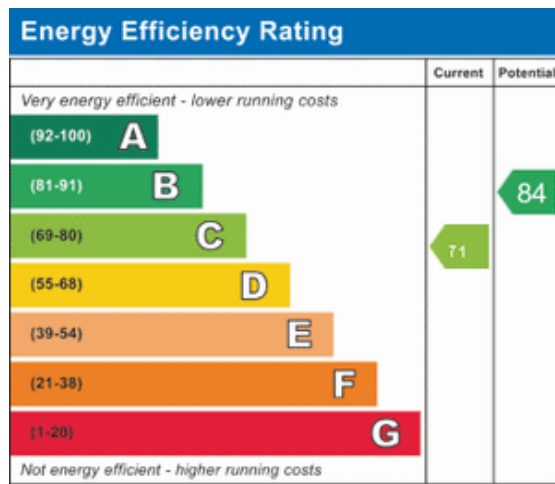 Energy Efficiency Rating
Current Potential
Very energy efficient - lower running costs
(92-100) A
(81-91) B
84
(69-80) C
71
(55-68) D
(39-54) E
(21-38) F
(1-20) G
Not energy efficient - higher running costs